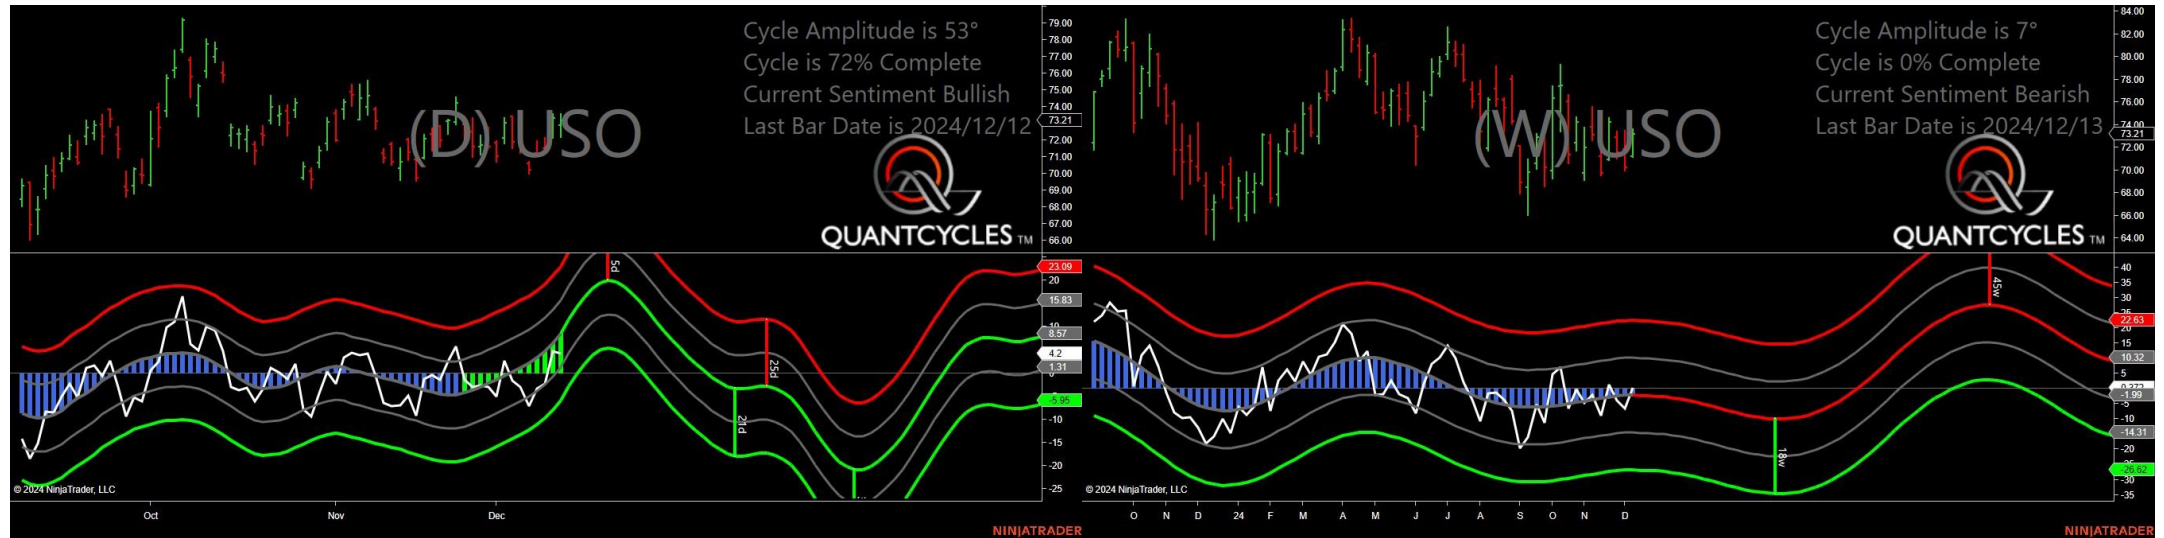 Cycle Amplitude is 53°
Cycle is 72% Complete
Current Sentiment Bullish
Last Bar Date is 2024/12/12
(D) USO
QUANTCYCLES TM
79.00
78.00
77.00
76.00
75.00
74.00
73.21
72.00
71.00
70.00
69.00
68.00
67.00
66.00
23.09
20
15.83
10
8.57
4.2
1.31
0
-5.95
-10
-15
-20
-25
5d
25d
21d
© 2024 NinjaTrader, LLC
Oct Nov Dec
NINJATRADER
Cycle Amplitude is 7°
Cycle is 0% Complete
Current Sentiment Bearish
Last Bar Date is 2024/12/13
(W) USO
QUANTCYCLES TM
84.00
82.00
80.00
78.00
76.00
74.00
73.21
72.00
70.00
68.00
66.00
64.00
40
35
30
22.63
20
10.32
5
0.372
-1.99
-5
-10
-14.31
-20
-26.62
-30
-35
45w
18w
© 2024 NinjaTrader, LLC
O N D 24 F M A M J J A S O N D
NINJATRADER